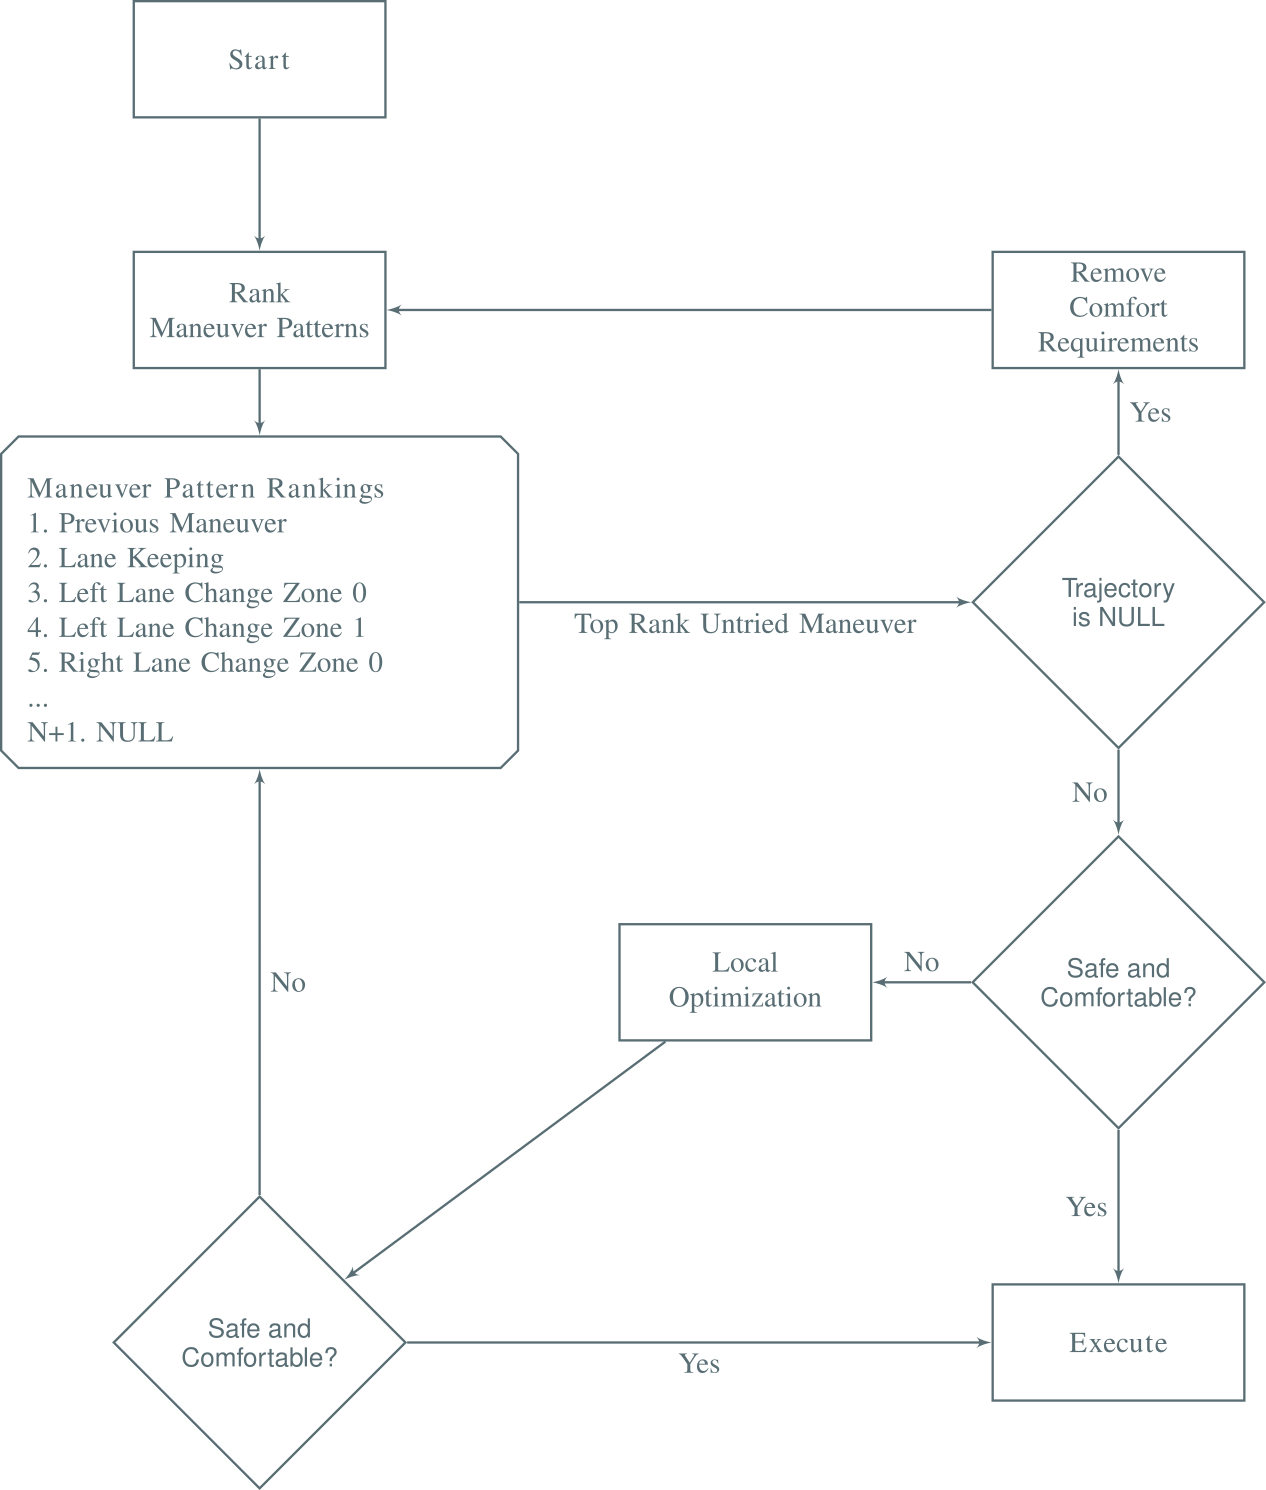 Start
Rank
Maneuver Patterns
Remove
Comfort
Requirements
Yes
Maneuver Pattern Rankings
1. Previous Maneuver
2. Lane Keeping
3. Left Lane Change Zone 0
4. Left Lane Change Zone 1
5. Right Lane Change Zone 0
...
N+1. NULL
Top Rank Untried Maneuver
Trajectory
is NULL
No
Safe and
Comfortable?
No
Local
Optimization
No
Yes
Safe and
Comfortable?
Yes
Execute